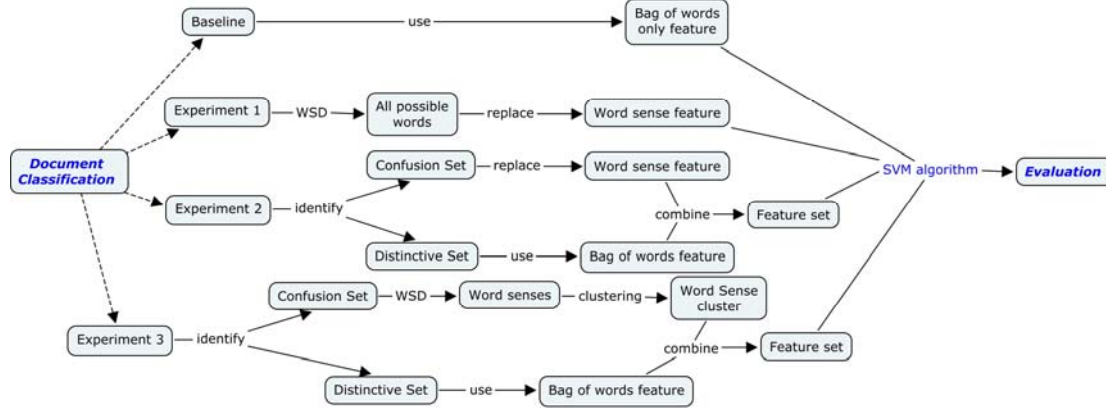 Baseline
use
Bag of words
only feature
Experiment 1
WSD
All possible
words
replace
Word sense feature
Document
Classification
Confusion Set
replace
Word sense feature
SVM algorithm
Evaluation
Experiment 2
identify
combine
Feature set
Distinctive Set
use
Bag of words feature
Confusion Set
WSD
Word senses
clustering
Word Sense
cluster
Experiment 3
identify
combine
Feature set
Distinctive Set
use
Bag of words feature